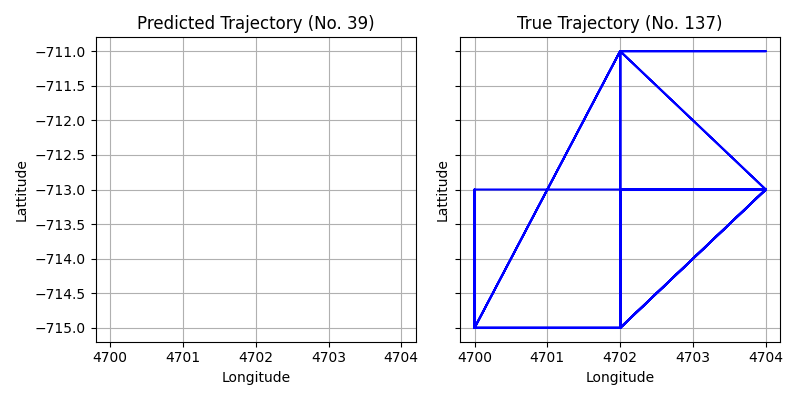 Predicted Trajectory (No. 39)
True Trajectory (No. 137)
−711.0
−711.5
−712.0
−712.5
−713.0
−713.5
−714.0
−714.5
−715.0
Lattitude
4700 4701 4702 4703 4704
Longitude
Lattitude
4700 4701 4702 4703 4704
Longitude